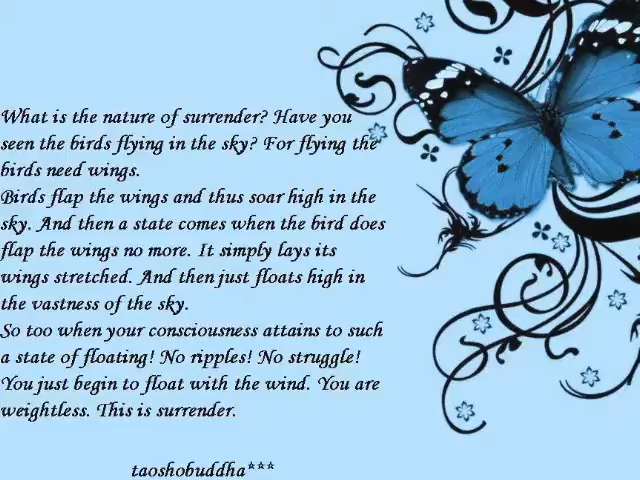 What is the nature of surrender? Have you
seen the birds flying in the sky? For flying the
birds need wings.
Birds flap the wings and thus soar high in the
sky. And then a state comes when the bird does
flap the wings no more. It simply lays its
wings stretched. And then just floats high in
the vastness of the sky.
So too when your consciousness attains to such
a state of floating! No ripples! No struggle!
You just begin to float with the wind. You are
weightless. This is surrender.
taoshobuddha***